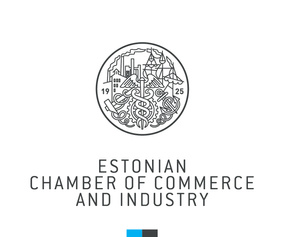 19 25
ESTONIAN
CHAMBER OF COMMERCE
AND INDUSTRY